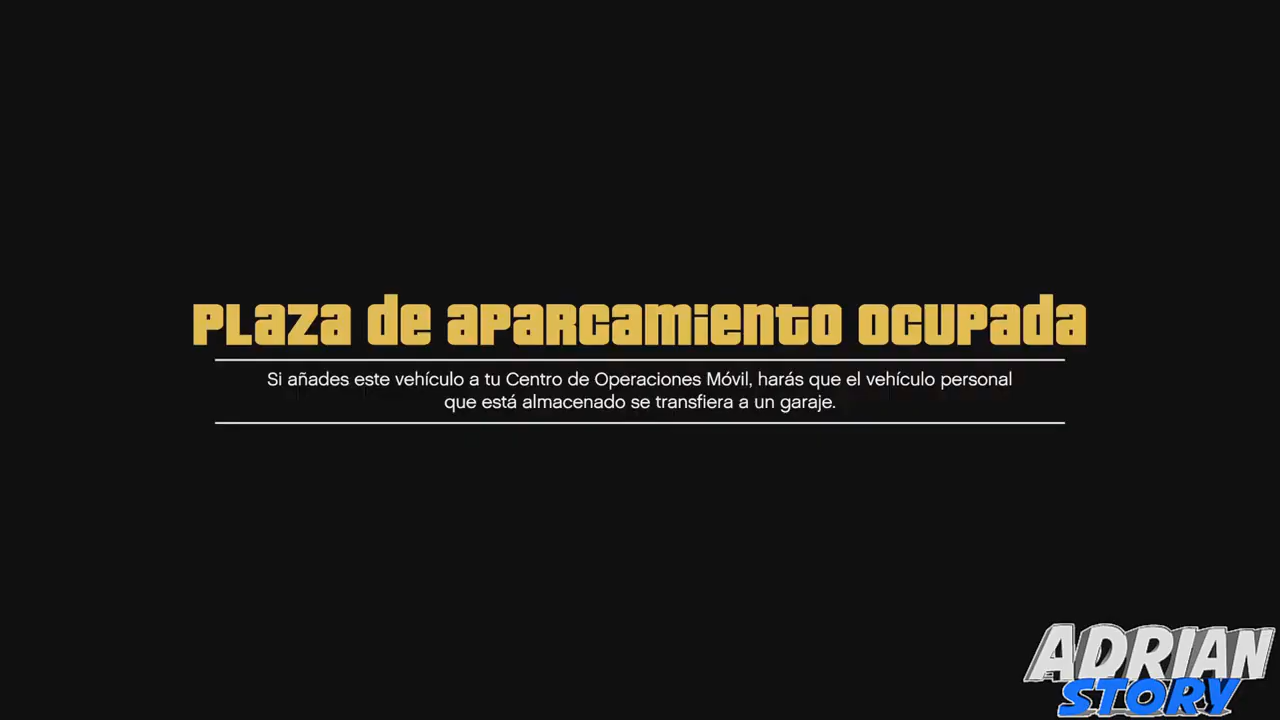 PLAZA de APARCAMIENTO OCUPADA
Si añades este vehículo a tu Centro de Operaciones Móvil, harás que el vehículo personal
que está almacenado se transfiera a un garaje.
ADRIAN
STORY